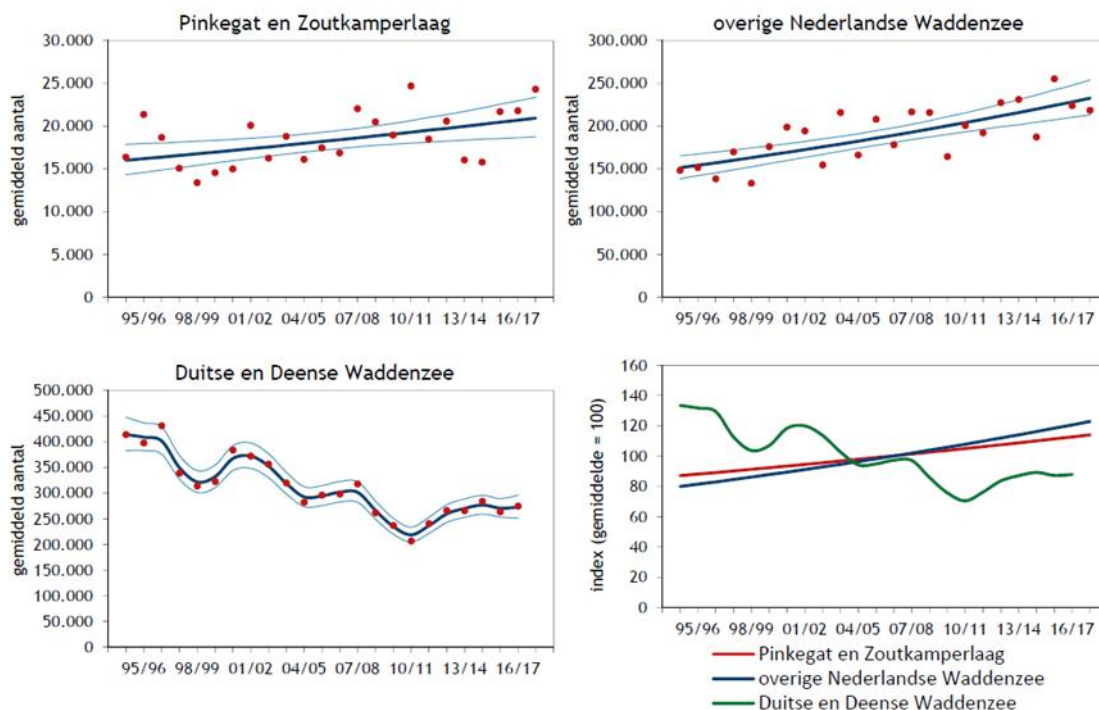 Pinkegat en Zoutkamperlaag
gemiddeld aantal
30.000
25.000
20.000
15.000
10.000
5.000
0
95/96 98/99 01/02 04/05 07/08 10/11 13/14 16/17
overige Nederlandse Waddenzee
gemiddeld aantal
300.000
250.000
200.000
150.000
100.000
50.000
0
95/96 98/99 01/02 04/05 07/08 10/11 13/14 16/17
Duitse en Deense Waddenzee
gemiddeld aantal
500.000
450.000
400.000
350.000
300.000
250.000
200.000
150.000
100.000
50.000
0
95/96 98/99 01/02 04/05 07/08 10/11 13/14 16/17
index (gemiddelde = 100)
160
140
120
100
80
60
40
20
0
95/96 98/99 01/02 04/05 07/08 10/11 13/14 16/17
Pinkegat en Zoutkamperlaag
overige Nederlandse Waddenzee
Duitse en Deense Waddenzee